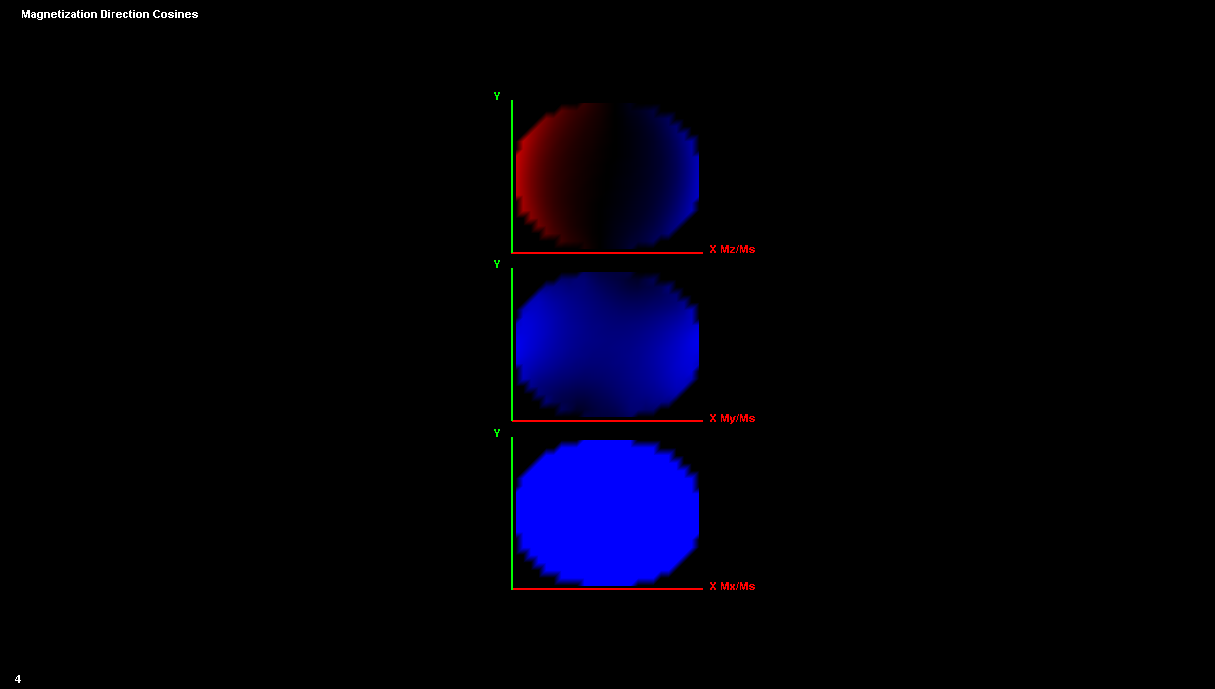 Magnetization Direction Cosines
Y
X Mz/Ms
Y
X My/Ms
Y
X Mx/Ms
4